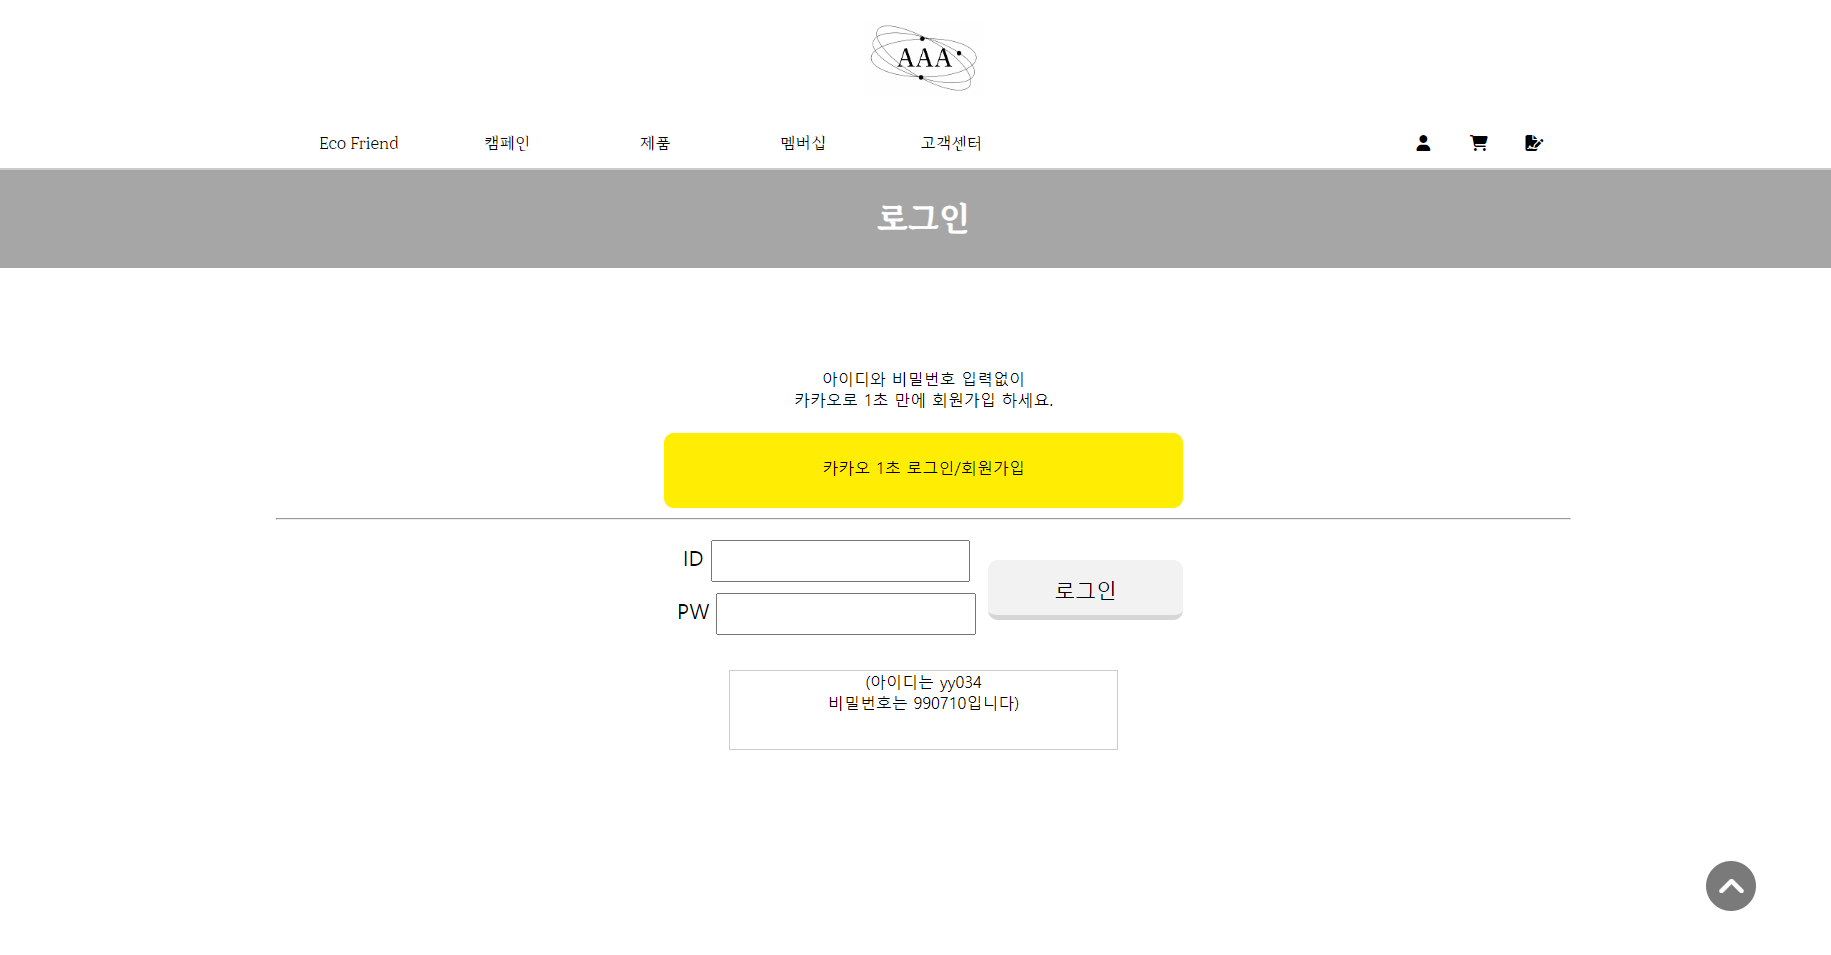 AAA
Eco Friend 캠페인 제품 멤버십 고객센터
로그인
아이디와 비밀번호 입력없이
카카오로 1초 만에 회원가입 하세요.
카카오 1초 로그인/회원가입
ID
로그인
PW
(아이디는 yy034
비밀번호는 990710입니다)